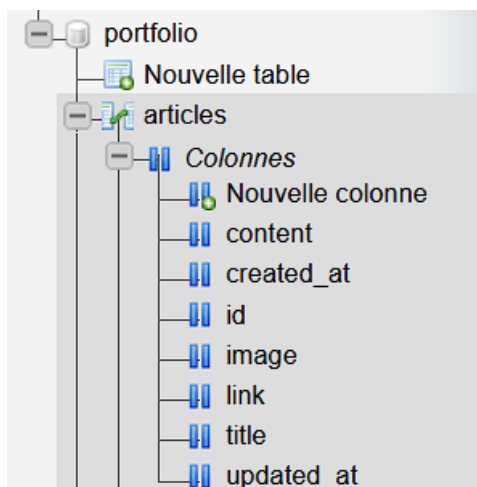 portfolio
Nouvelle table
articles
Colonnes
Nouvelle colonne
content
created_at
id
image
link
title
updated_at